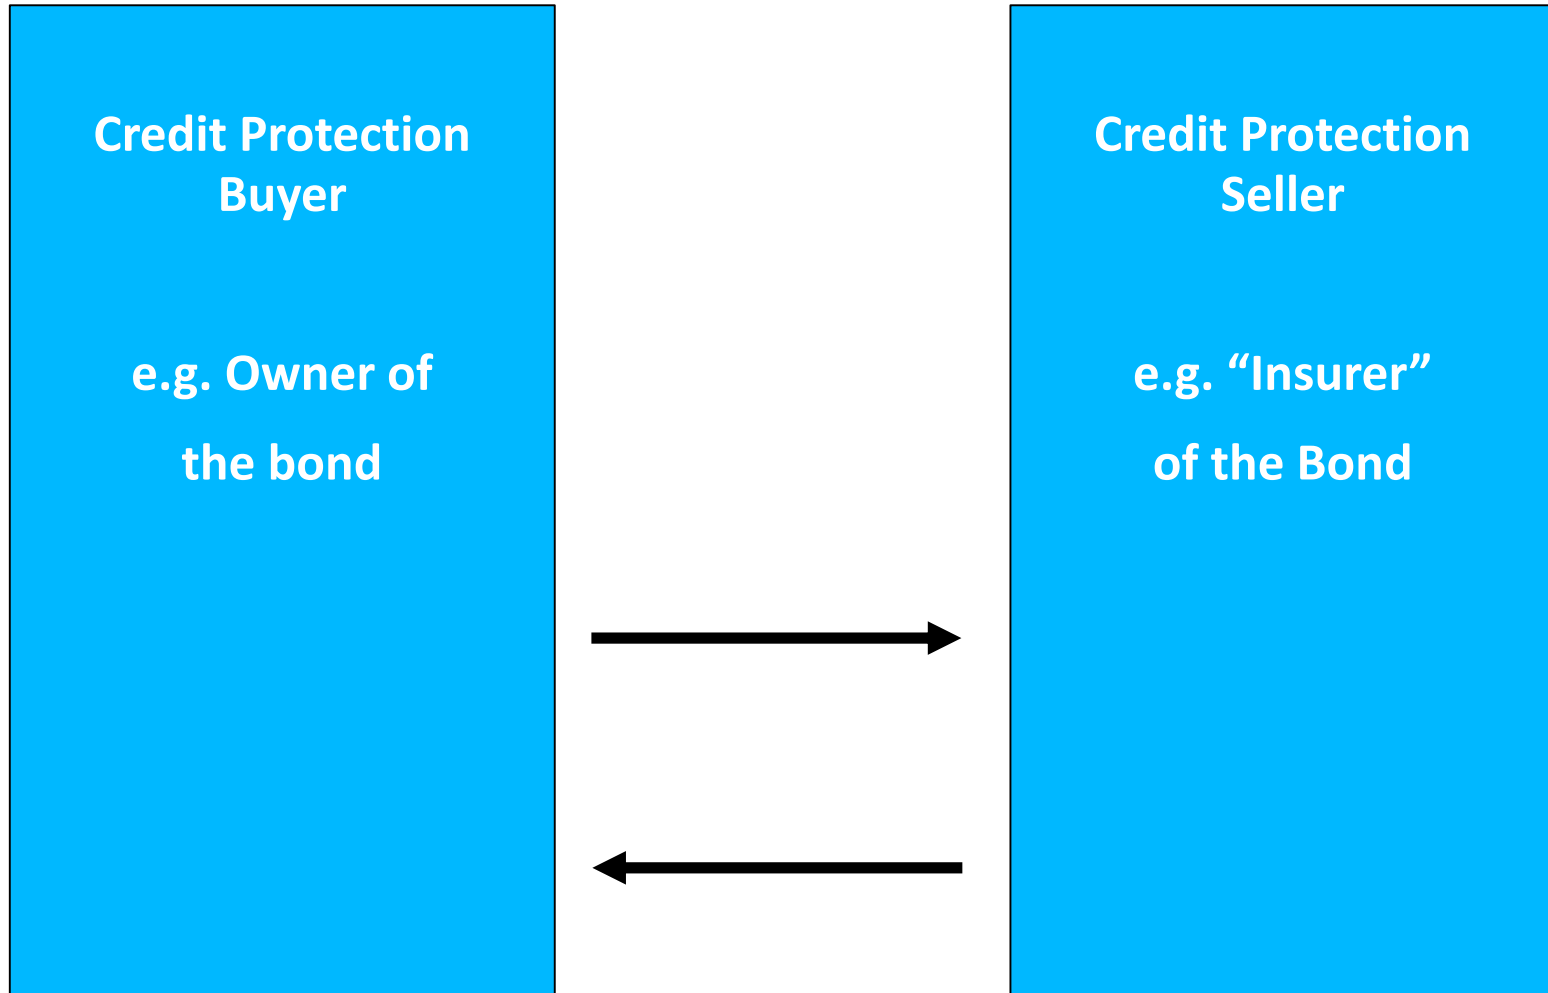 Credit Protection
Buyer
e.g. Owner of
the bond
Credit Protection
Seller
e.g. “Insurer”
of the Bond